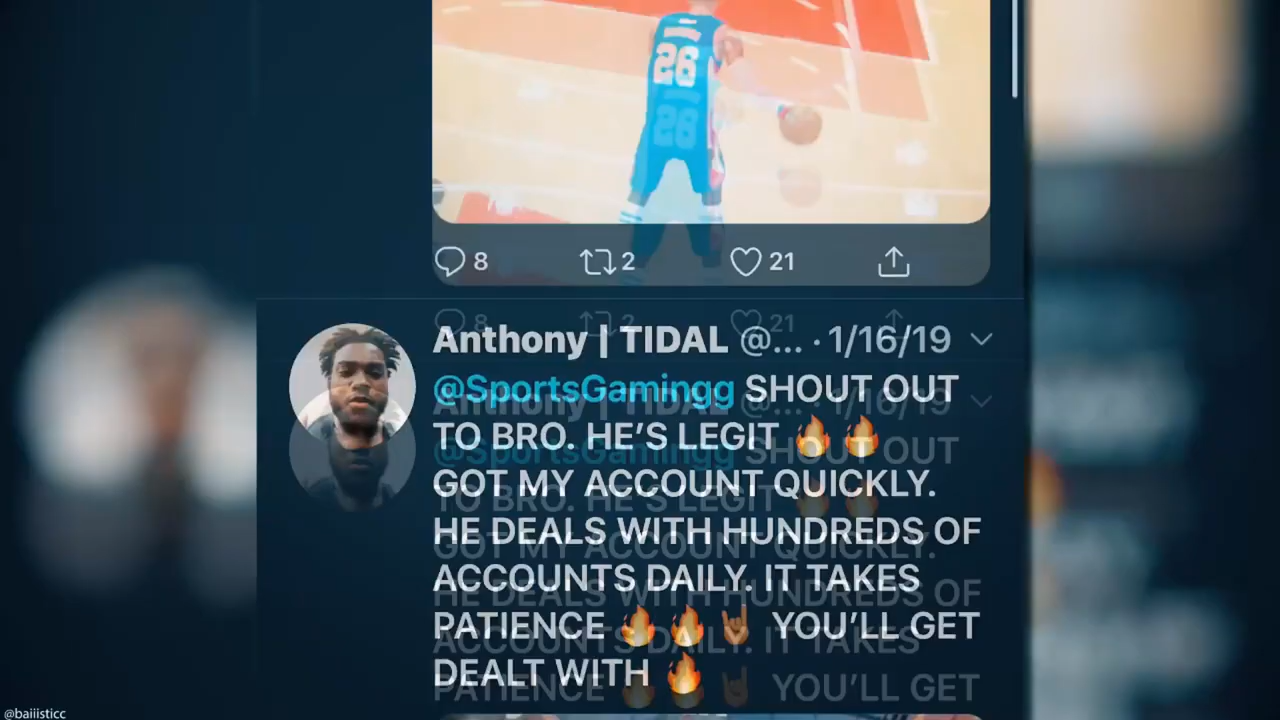 26
8 2 21
Anthony | TIDAL @... · 1/16/19
@SportsGamingg SHOUT OUT
TO BRO. HE’S LEGIT 🔥 🔥
GOT MY ACCOUNT QUICKLY.
HE DEALS WITH HUNDREDS OF
ACCOUNTS DAILY. IT TAKES
PATIENCE 🔥 🔥 🤘🏾 YOU’LL GET
DEALT WITH 🔥
@baiiisticc